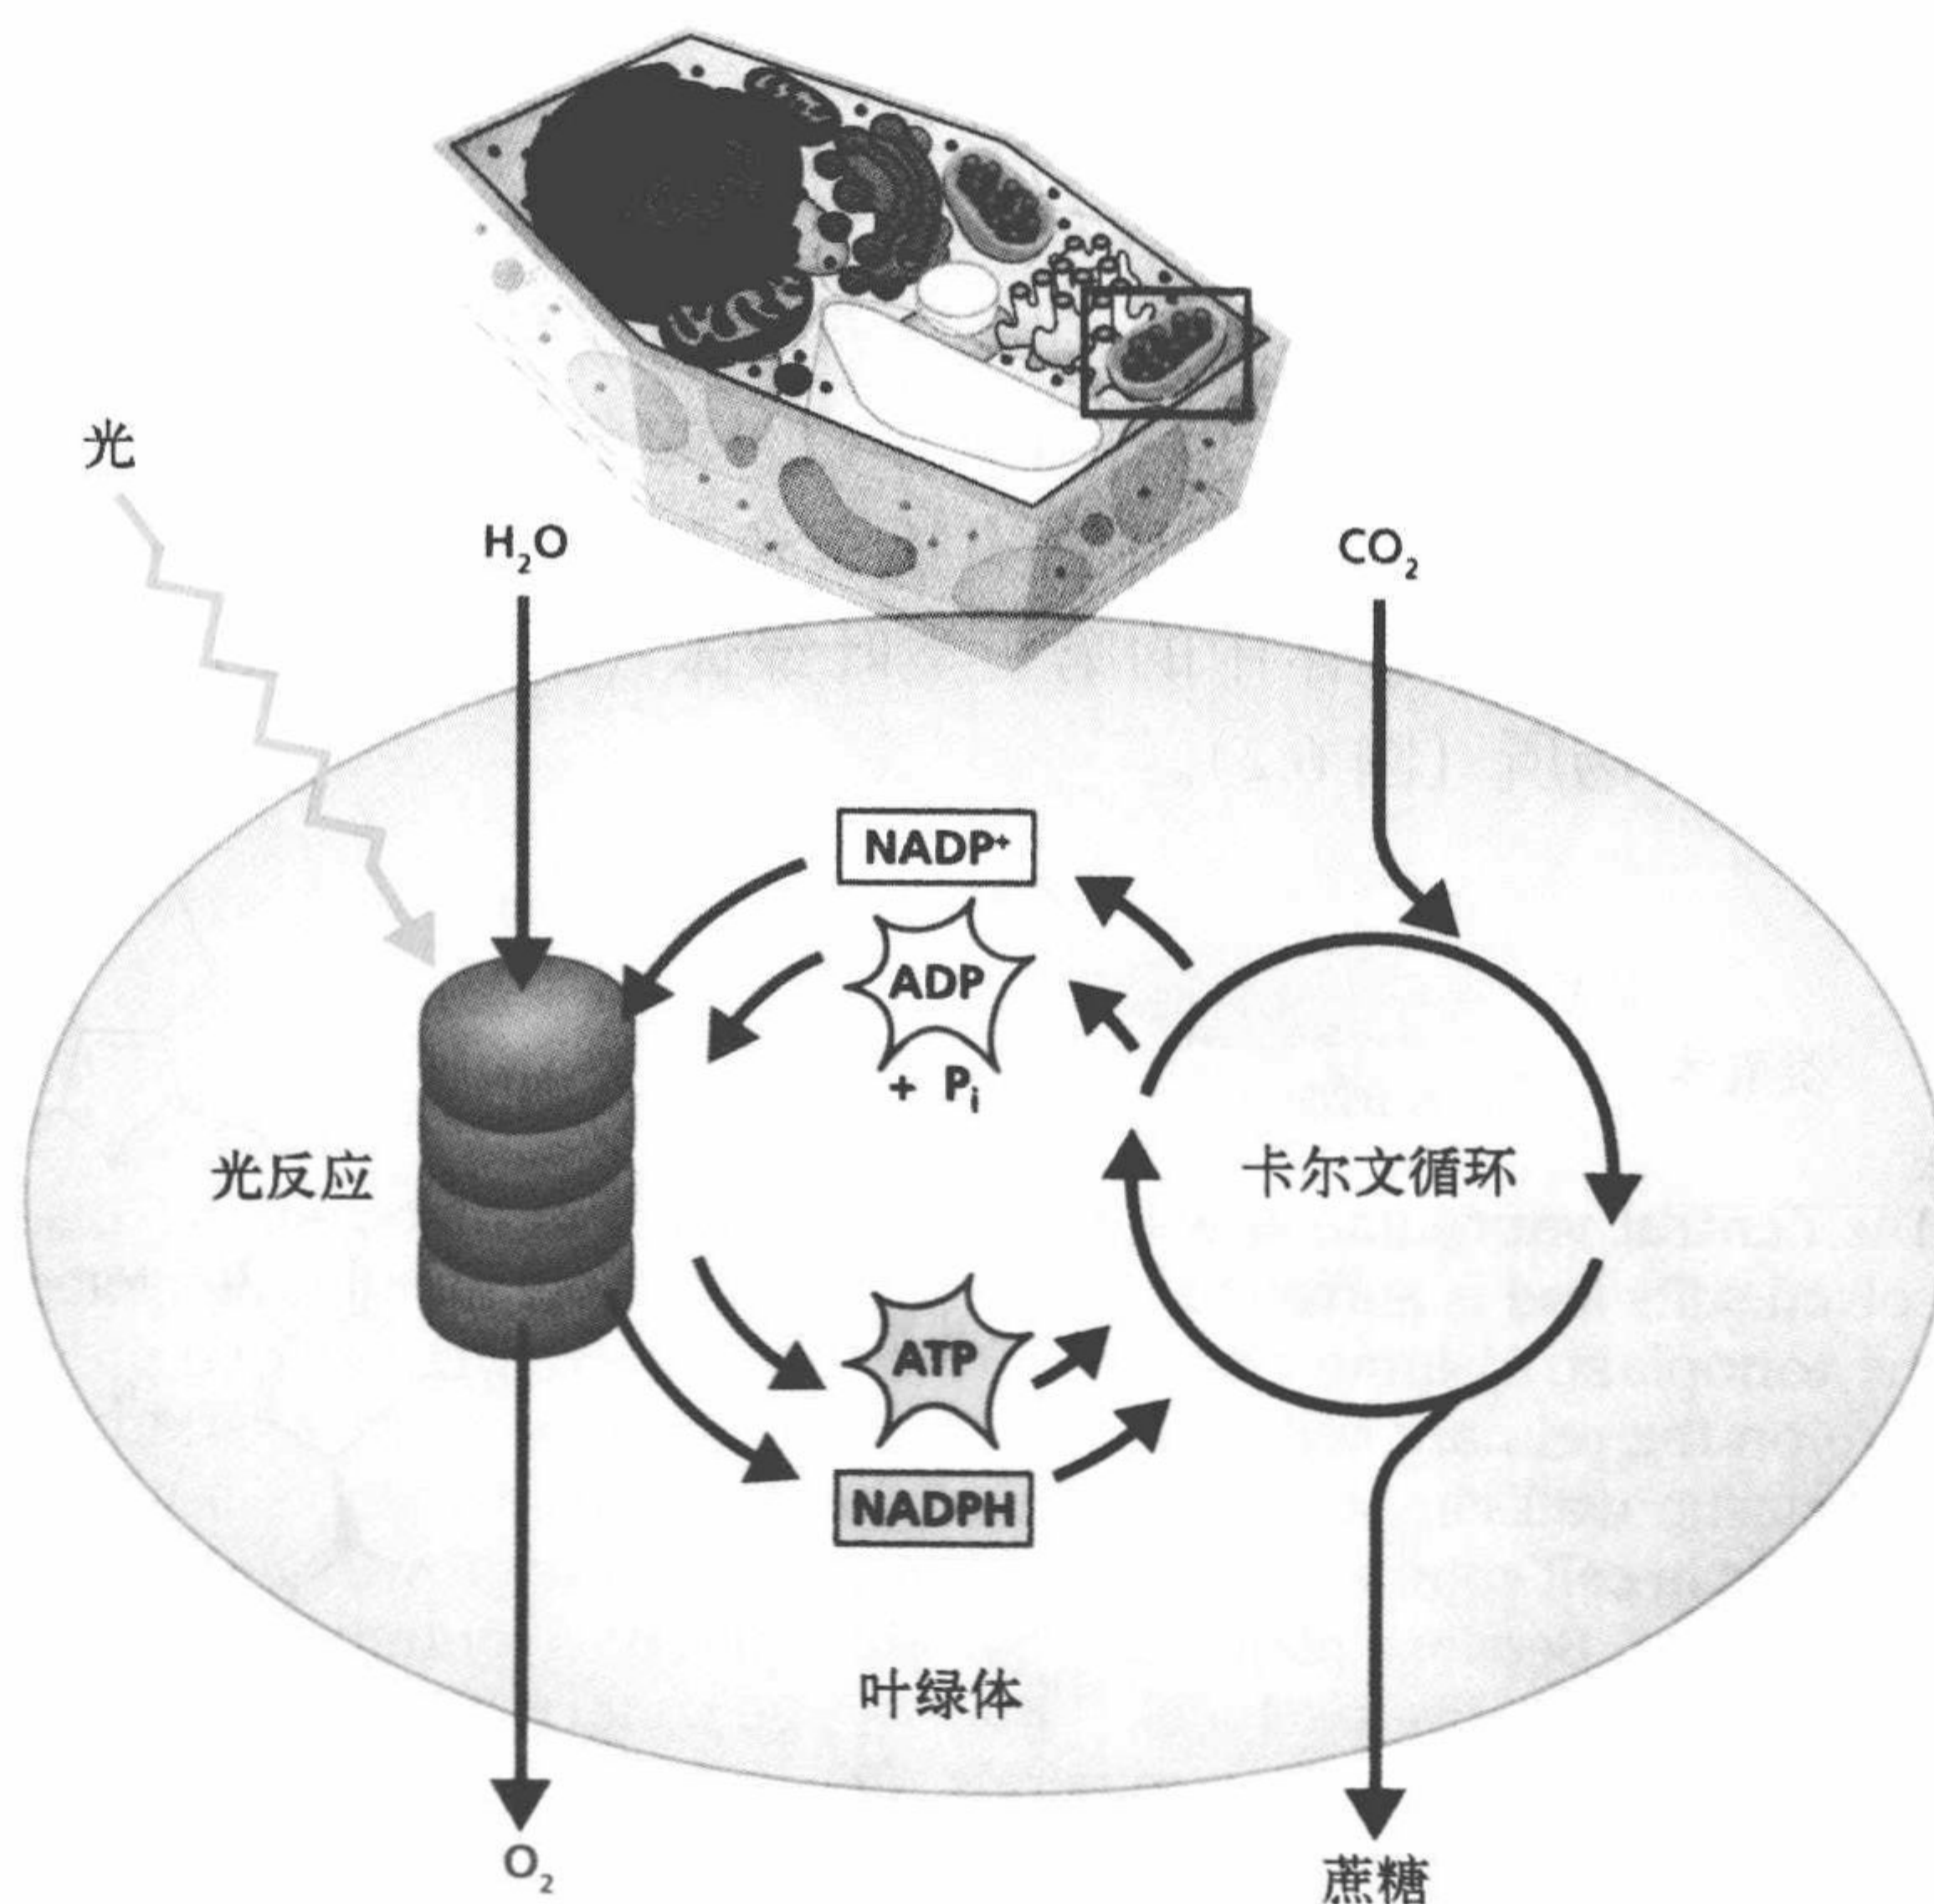 光
H₂O
CO₂
NADP⁺
ADP
+ Pᵢ
光反应
卡尔文循环
ATP
NADPH
叶绿体
O₂
蔗糖